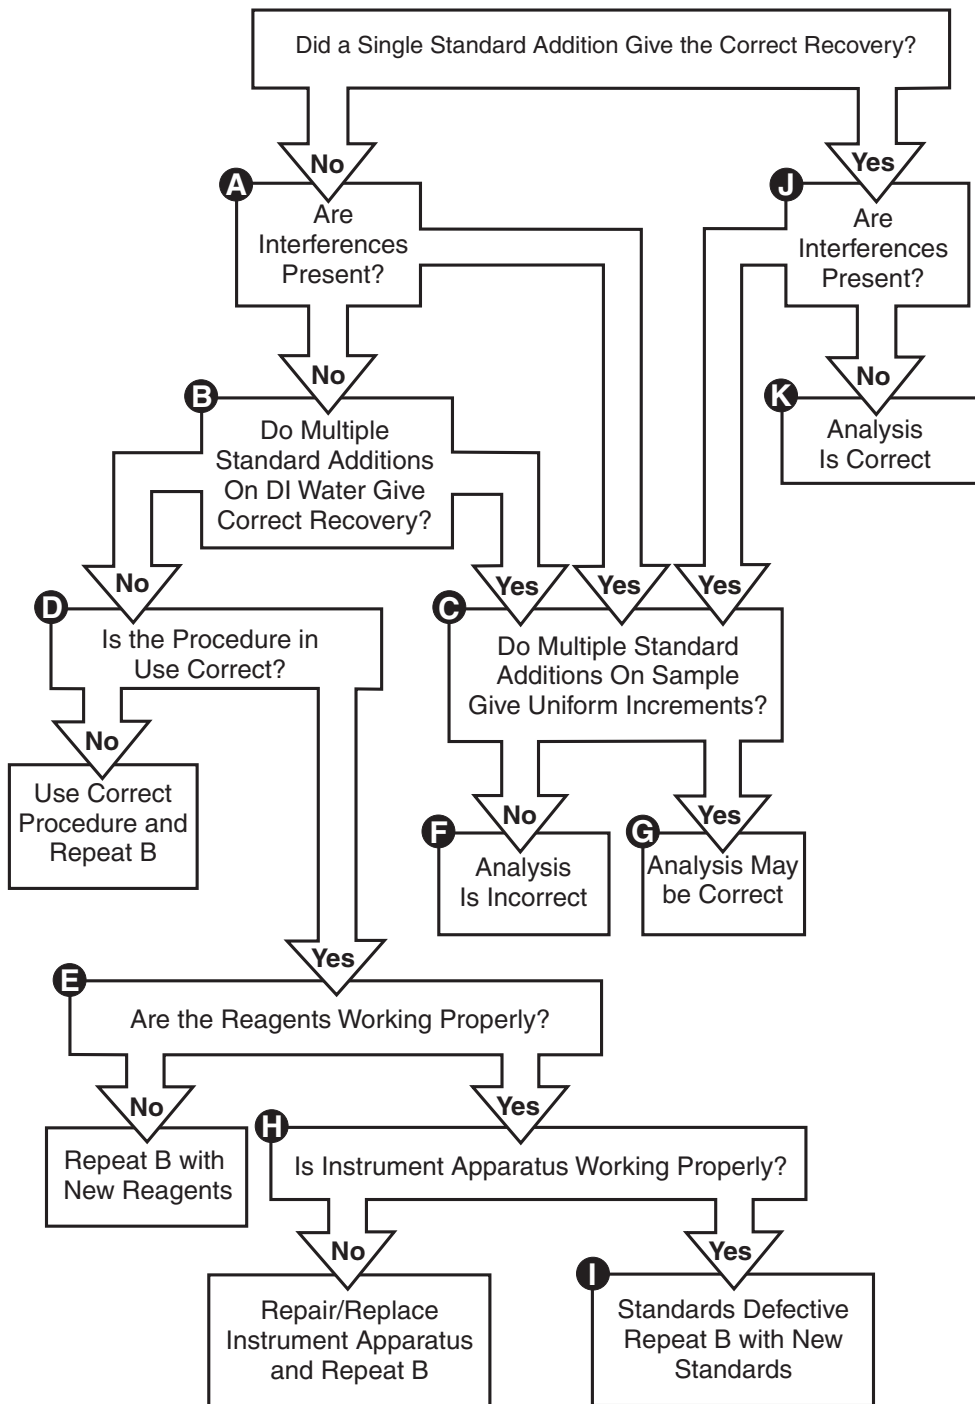 Did a Single Standard Addition Give the Correct Recovery?
No
Yes
A
Are
Interferences
Present?
J
Are
Interferences
Present?
No
No
B
Do Multiple
Standard Additions
On DI Water Give
Correct Recovery?
K
Analysis
Is Correct
No
Yes
Yes
Yes
D
Is the Procedure in
Use Correct?
C
Do Multiple Standard
Additions On Sample
Give Uniform Increments?
No
Use Correct
Procedure and
Repeat B
No
Yes
F
Analysis
Is Incorrect
G
Analysis May
be Correct
Yes
E
Are the Reagents Working Properly?
No
Yes
Repeat B with
New Reagents
H
Is Instrument Apparatus Working Properly?
No
Yes
Repair/Replace
Instrument Apparatus
and Repeat B
I
Standards Defective
Repeat B with New
Standards